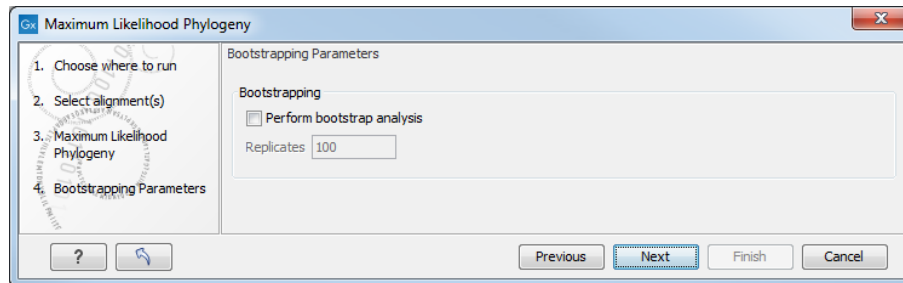 Gx Maximum Likelihood Phylogeny
1. Choose where to run
2. Select alignment(s)
3. Maximum Likelihood
Phylogeny
4. Bootstrapping Parameters
Bootstrapping Parameters
Bootstrapping
Perform bootstrap analysis
Replicates 100
? Previous Next Finish Cancel